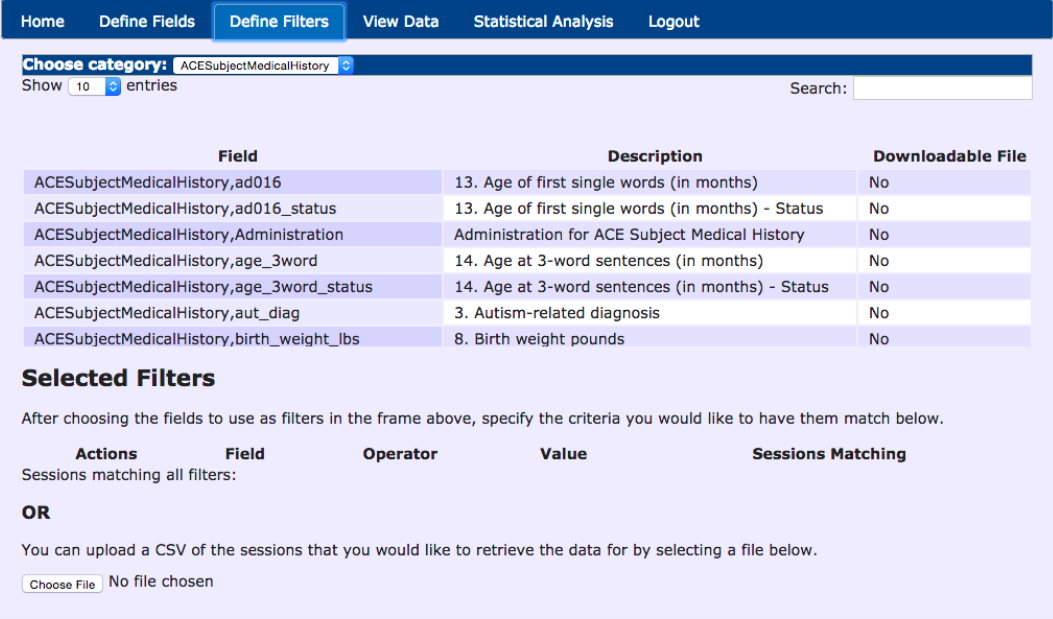 Home Define Fields Define Filters View Data Statistical Analysis Logout
Choose category: ACESubjectMedicalHistory
Show 10 entries Search:
Field Description Downloadable File
ACESubjectMedicalHistory,ad016 13. Age of first single words (in months) No
ACESubjectMedicalHistory,ad016_status 13. Age of first single words (in months) - Status No
ACESubjectMedicalHistory,Administration Administration for ACE Subject Medical History No
ACESubjectMedicalHistory,age_3word 14. Age at 3-word sentences (in months) No
ACESubjectMedicalHistory,age_3word_status 14. Age at 3-word sentences (in months) - Status No
ACESubjectMedicalHistory,aut_diag 3. Autism-related diagnosis No
ACESubjectMedicalHistory,birth_weight_lbs 8. Birth weight pounds No
Selected Filters
After choosing the fields to use as filters in the frame above, specify the criteria you would like to have them match below.
Actions Field Operator Value Sessions Matching
Sessions matching all filters:
OR
You can upload a CSV of the sessions that you would like to retrieve the data for by selecting a file below.
Choose File No file chosen